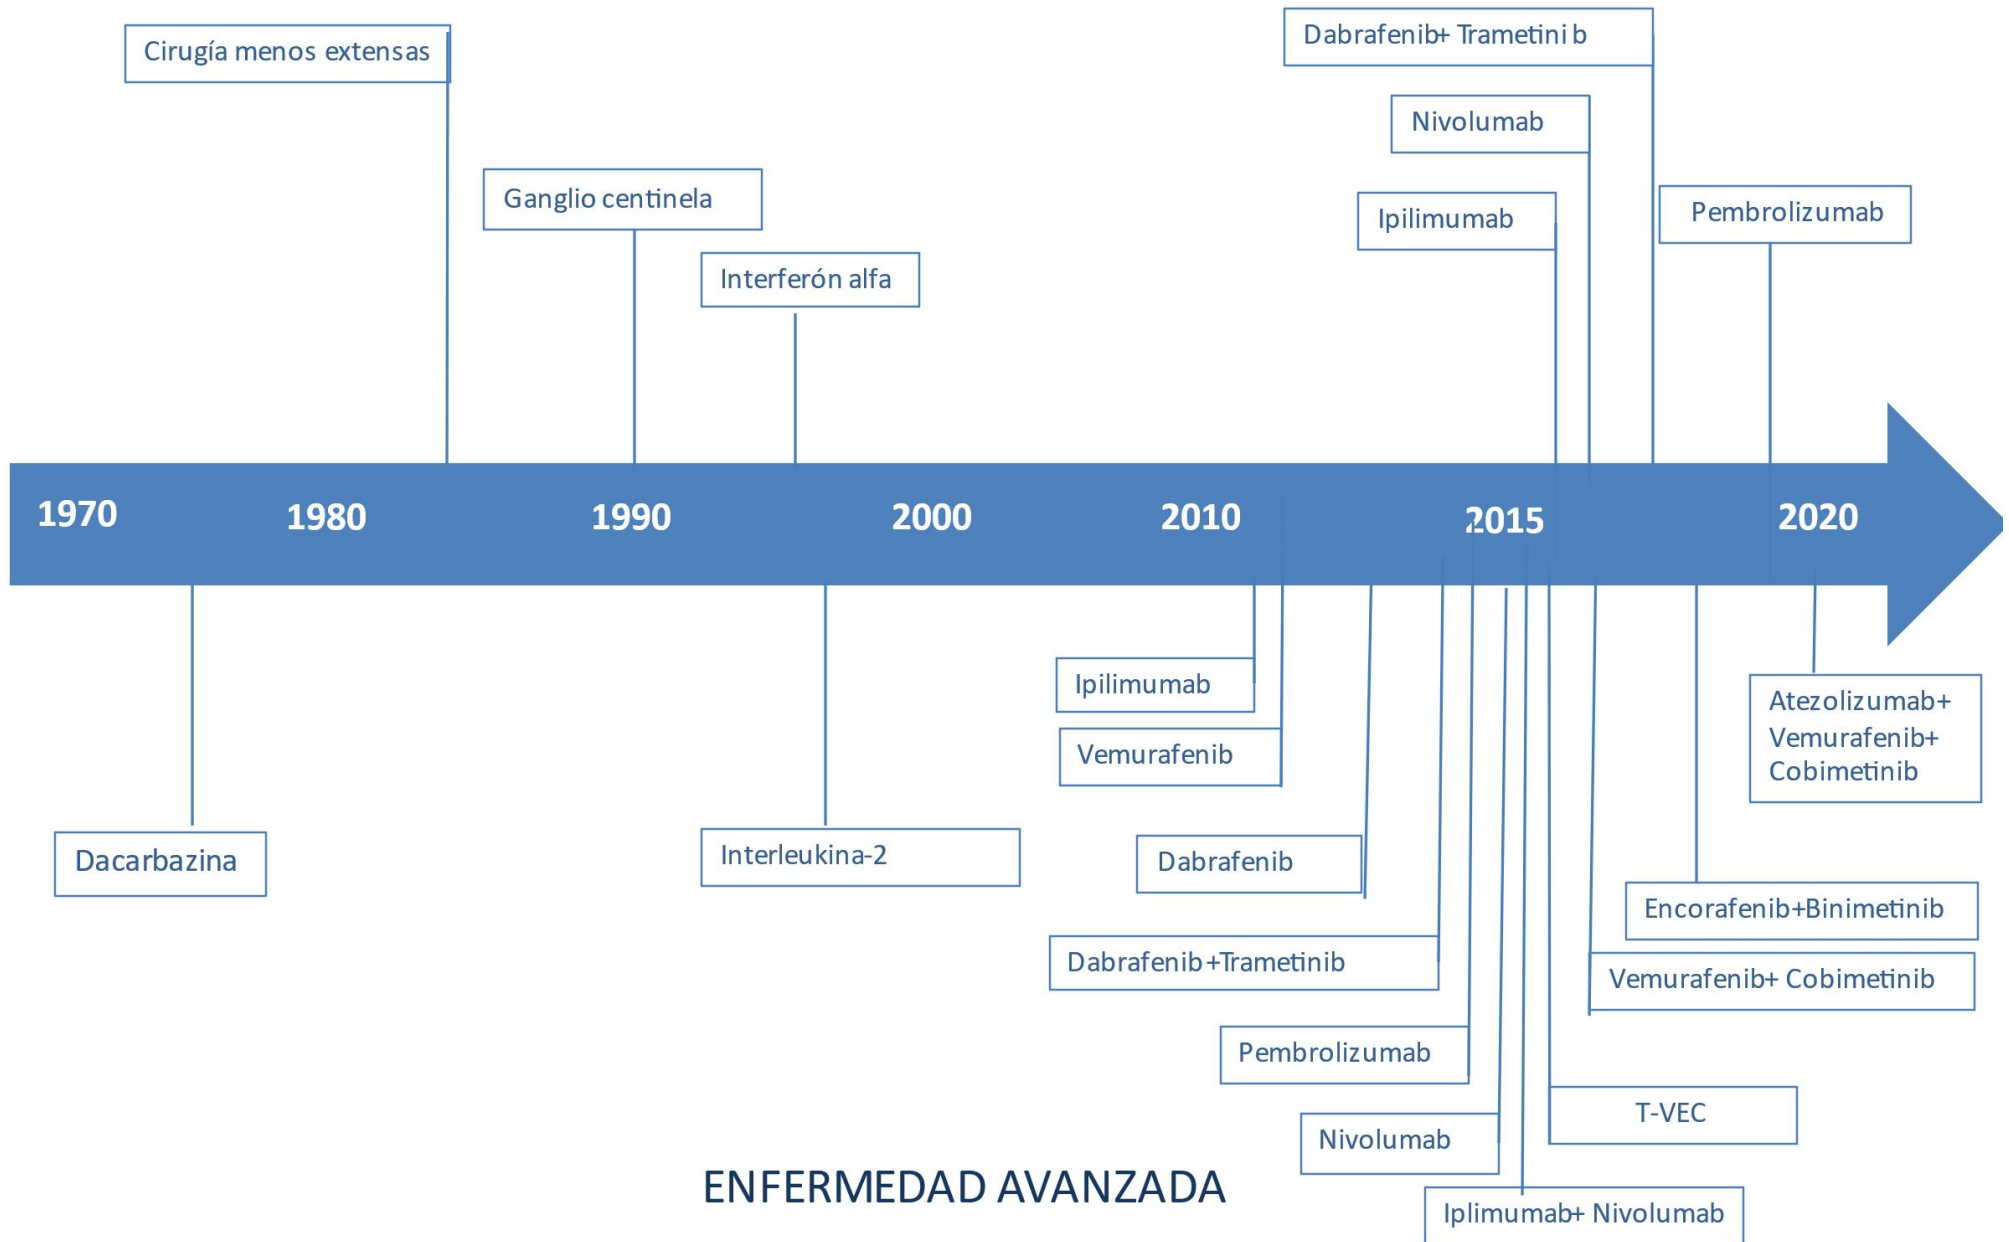 Cirugía menos extensas
Dabrafenib+ Trametinib
Nivolumab
Ganglio centinela
Ipilimumab
Pembrolizumab
Interferón alfa
1970
1980
1990
2000
2010
2015
2020
Ipilimumab
Vemurafenib
Atezolizumab+
Vemurafenib+
Cobimetinib
Dacarbazina
Interleukina-2
Dabrafenib
Encorafenib+Binimetinib
Dabrafenib+Trametinib
Vemurafenib+ Cobimetinib
Pembrolizumab
T-VEC
Nivolumab
ENFERMEDAD AVANZADA
Iplimumab+ Nivolumab